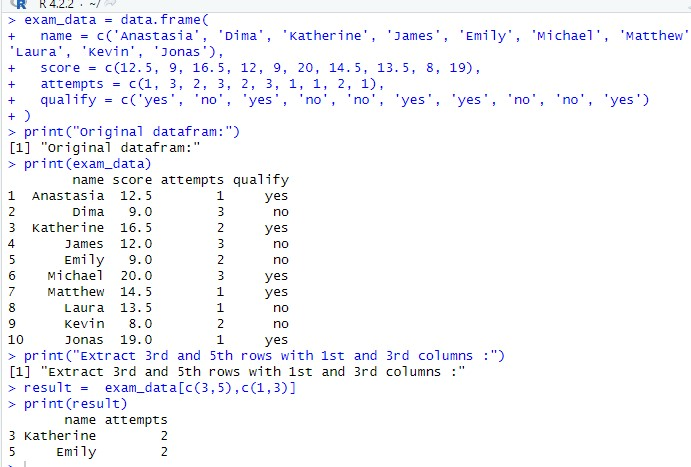 R 4.2.2 · ~/
> exam_data = data.frame(
+   name = c('Anastasia', 'Dima', 'Katherine', 'James', 'Emily', 'Michael', 'Matthew'
'Laura', 'Kevin', 'Jonas'),
+   score = c(12.5, 9, 16.5, 12, 9, 20, 14.5, 13.5, 8, 19),
+   attempts = c(1, 3, 2, 3, 2, 3, 1, 1, 2, 1),
+   qualify = c('yes', 'no', 'yes', 'no', 'no', 'yes', 'yes', 'no', 'no', 'yes')
+ )
> print("Original datafram:")
[1] "Original datafram:"
> print(exam_data)
        name score attempts qualify
1  Anastasia  12.5        1     yes
2       Dima   9.0        3      no
3  Katherine  16.5        2     yes
4      James  12.0        3      no
5      Emily   9.0        2      no
6    Michael  20.0        3     yes
7    Matthew  14.5        1     yes
8      Laura  13.5        1      no
9      Kevin   8.0        2      no
10     Jonas  19.0        1     yes
> print("Extract 3rd and 5th rows with 1st and 3rd columns :")
[1] "Extract 3rd and 5th rows with 1st and 3rd columns :"
> result =  exam_data[c(3,5),c(1,3)]
> print(result)
       name attempts
3 Katherine        2
5     Emily        2
>